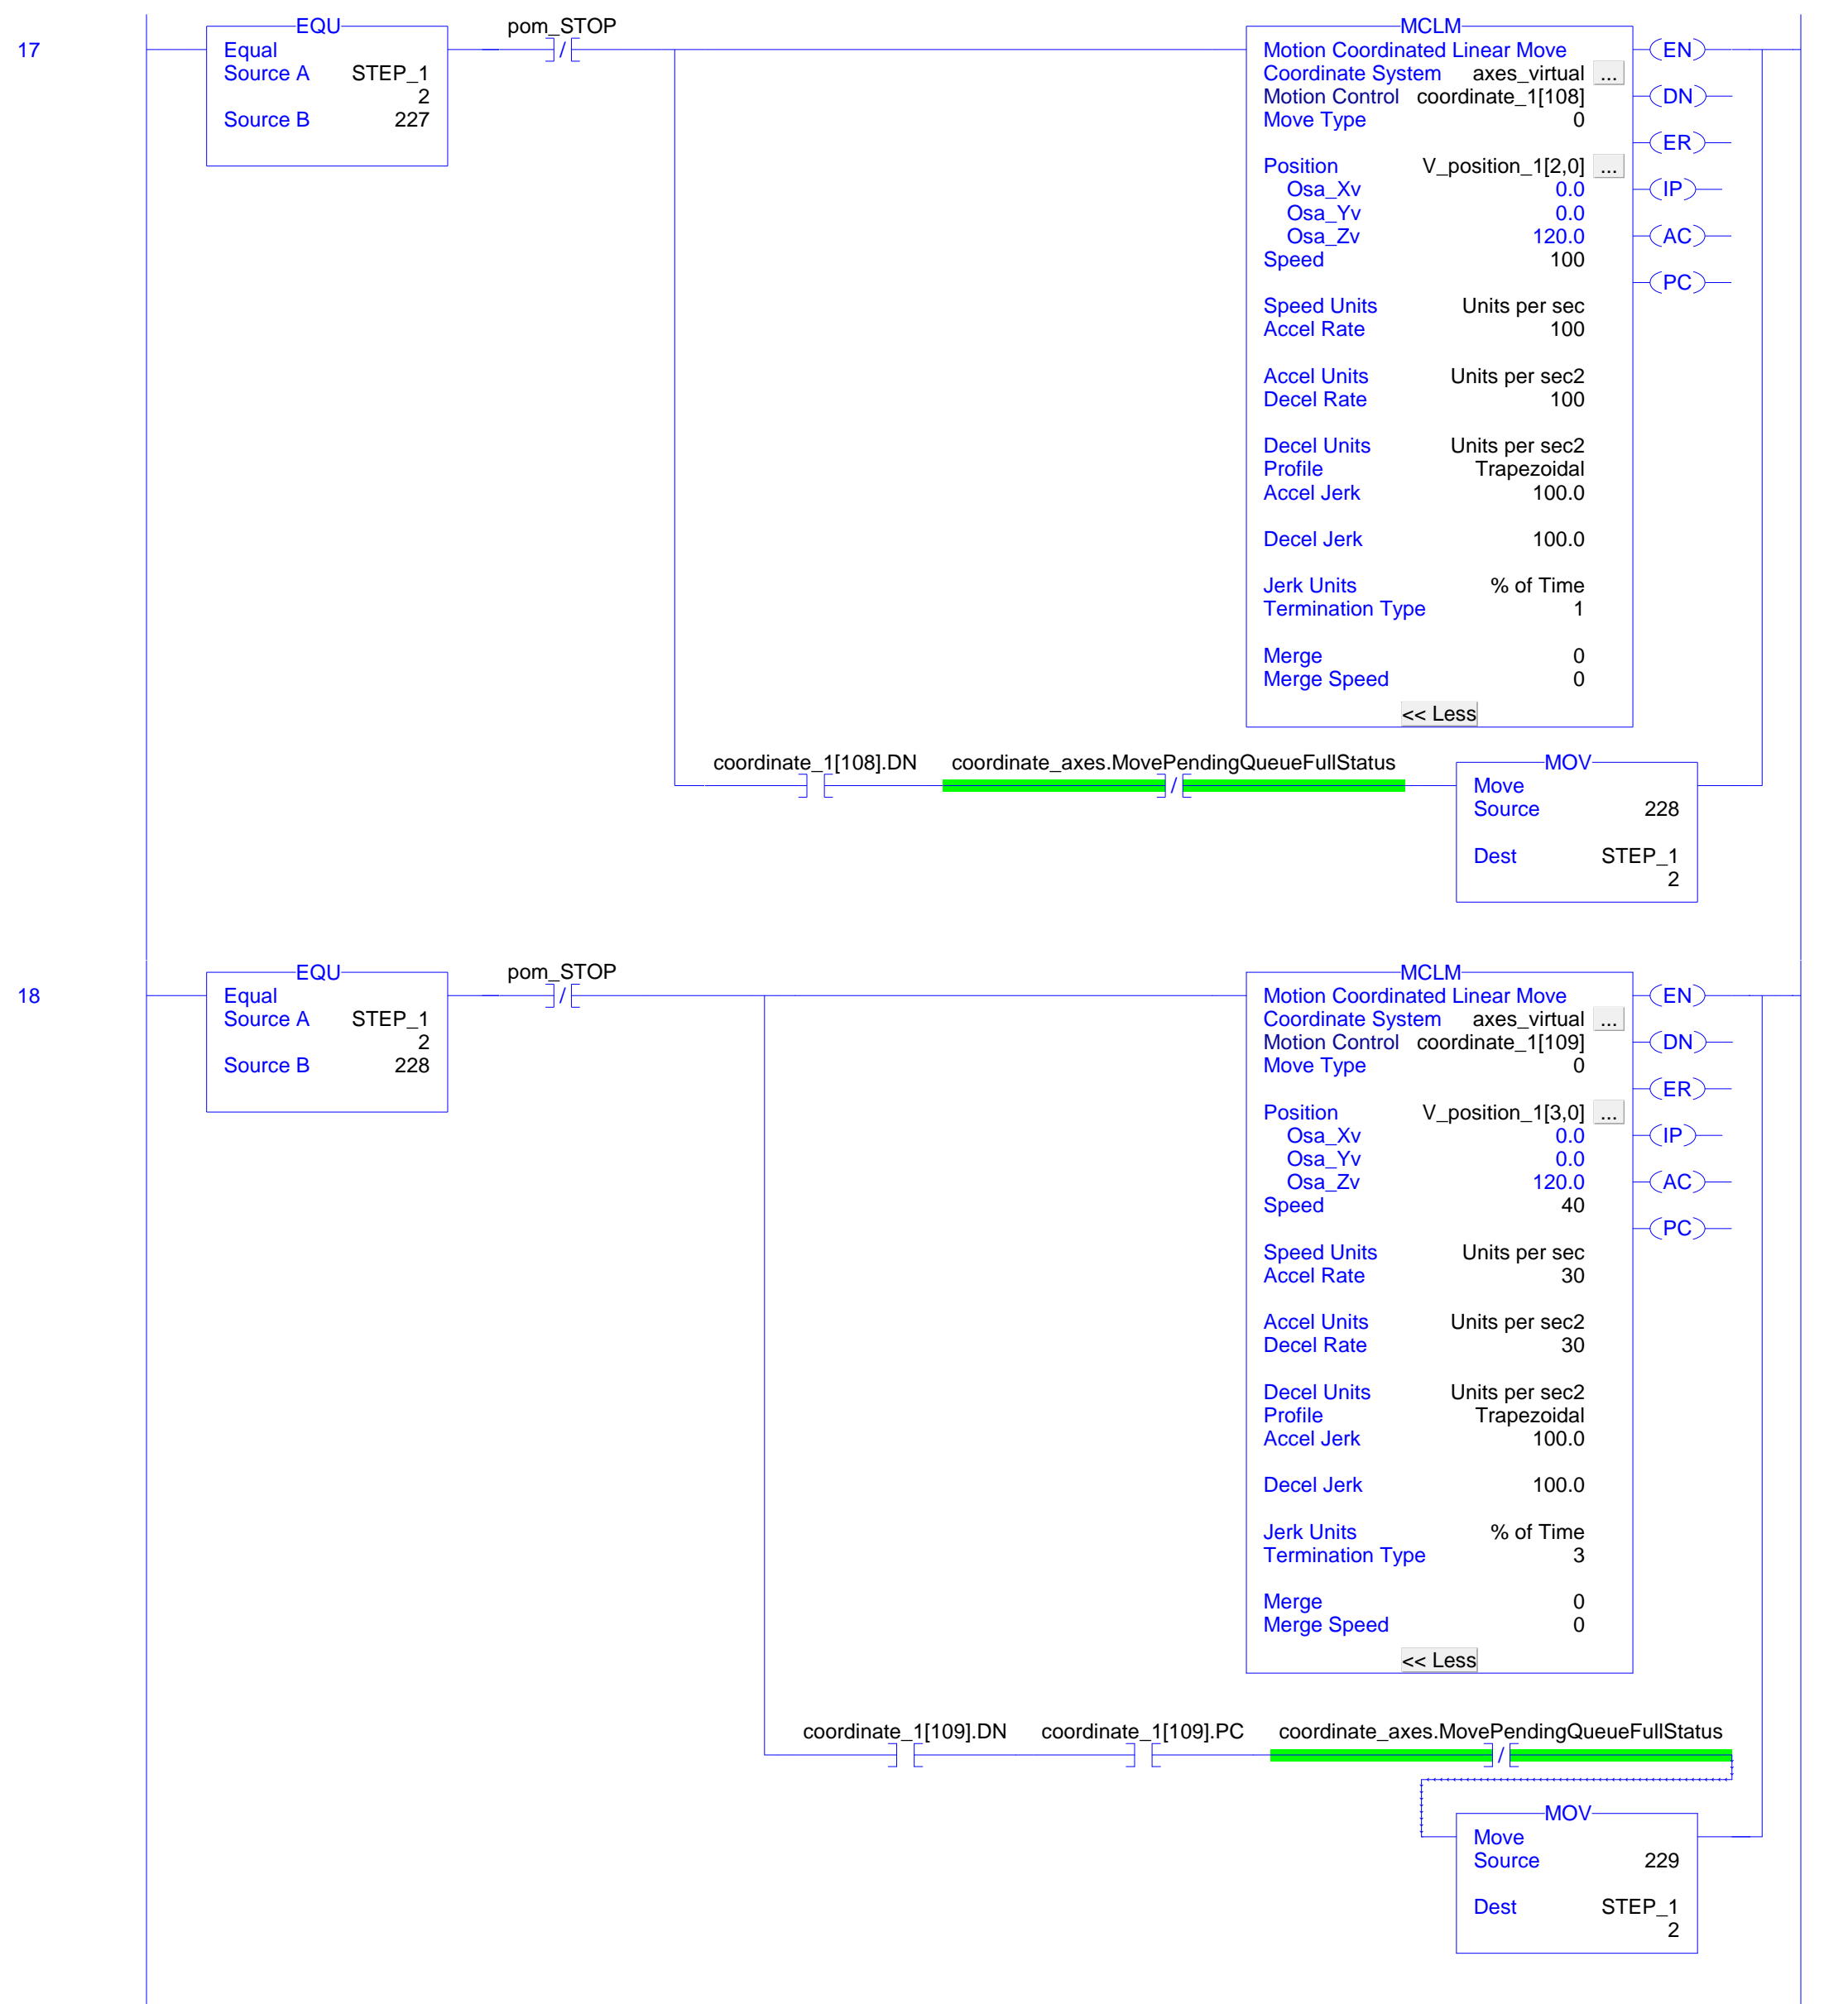 17
EQU
Equal
Source A STEP_1
2
Source B 227
pom_STOP
/
MCLM
Motion Coordinated Linear Move
Coordinate System axes_virtual ...
Motion Control coordinate_1[108]
Move Type 0
Position V_position_1[2,0] ...
Osa_Xv 0.0
Osa_Yv 0.0
Osa_Zv 120.0
Speed 100
Speed Units Units per sec
Accel Rate 100
Accel Units Units per sec2
Decel Rate 100
Decel Units Units per sec2
Profile Trapezoidal
Accel Jerk 100.0
Decel Jerk 100.0
Jerk Units % of Time
Termination Type 1
Merge 0
Merge Speed 0
<< Less
EN
DN
ER
IP
AC
PC
coordinate_1[108].DN
coordinate_axes.MovePendingQueueFullStatus
/
MOV
Move
Source 228
Dest STEP_1
2
18
EQU
Equal
Source A STEP_1
2
Source B 228
pom_STOP
/
MCLM
Motion Coordinated Linear Move
Coordinate System axes_virtual ...
Motion Control coordinate_1[109]
Move Type 0
Position V_position_1[3,0] ...
Osa_Xv 0.0
Osa_Yv 0.0
Osa_Zv 120.0
Speed 40
Speed Units Units per sec
Accel Rate 30
Accel Units Units per sec2
Decel Rate 30
Decel Units Units per sec2
Profile Trapezoidal
Accel Jerk 100.0
Decel Jerk 100.0
Jerk Units % of Time
Termination Type 3
Merge 0
Merge Speed 0
<< Less
EN
DN
ER
IP
AC
PC
coordinate_1[109].DN
coordinate_1[109].PC
coordinate_axes.MovePendingQueueFullStatus
/
MOV
Move
Source 229
Dest STEP_1
2